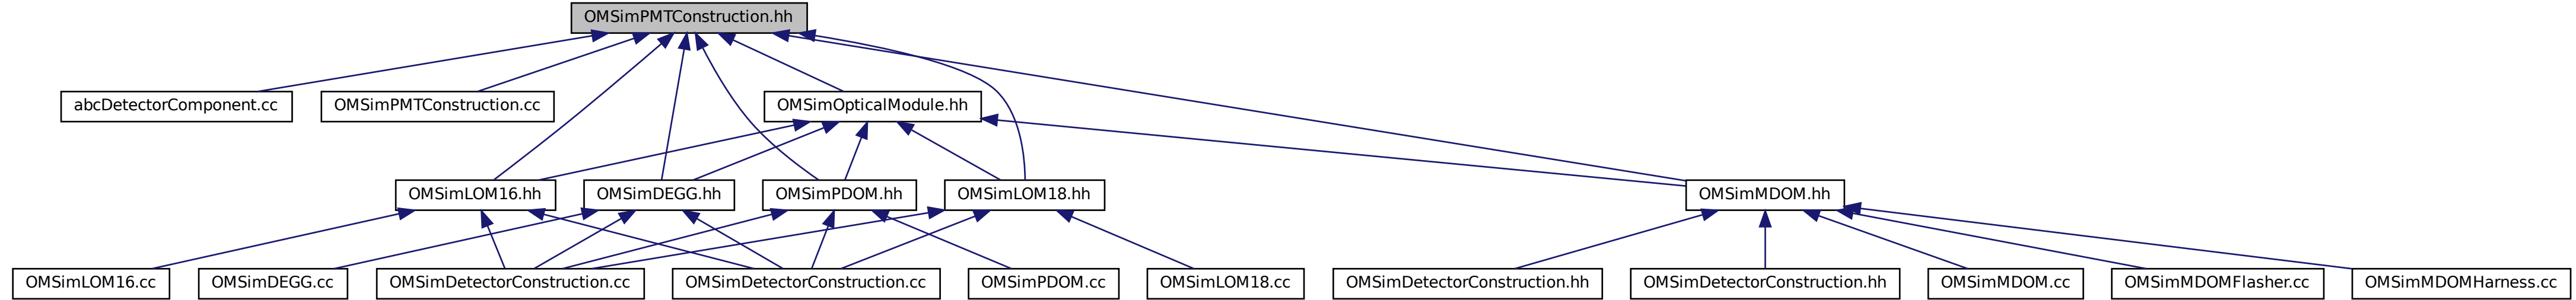 OMSimPMTConstruction.hh
abcDetectorComponent.cc
OMSimPMTConstruction.cc
OMSimOpticalModule.hh
OMSimLOM16.hh
OMSimDEGG.hh
OMSimPDOM.hh
OMSimLOM18.hh
OMSimMDOM.hh
OMSimLOM16.cc
OMSimDEGG.cc
OMSimDetectorConstruction.cc
OMSimDetectorConstruction.cc
OMSimPDOM.cc
OMSimLOM18.cc
OMSimDetectorConstruction.hh
OMSimDetectorConstruction.hh
OMSimMDOM.cc
OMSimMDOMFlasher.cc
OMSimMDOMHarness.cc